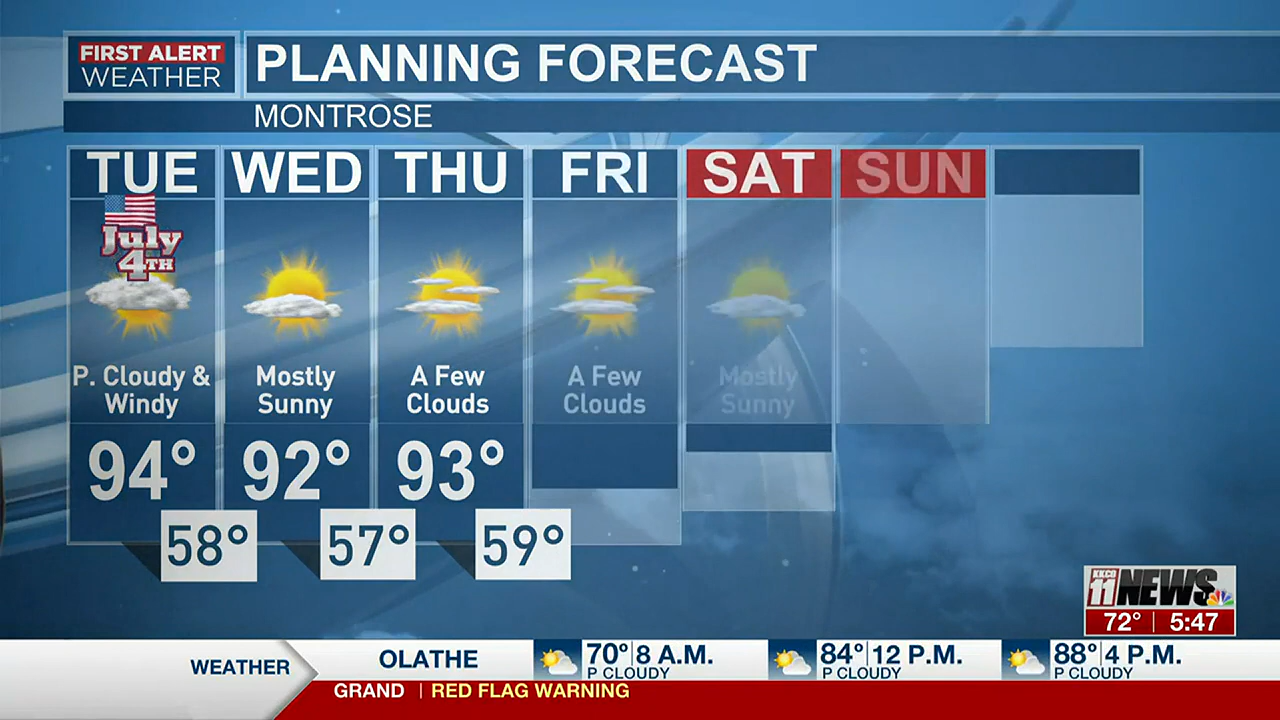 FIRST ALERT
WEATHER
PLANNING FORECAST
MONTROSE
TUE WED THU FRI SAT SUN
July
4TH
P. Cloudy &
Windy
Mostly
Sunny
A Few
Clouds
A Few
Clouds
Mostly
Sunny
94° 92° 93°
58° 57° 59°
KKCO
11 NEWS
72° | 5:47
WEATHER
OLATHE
70° 8 A.M.
P CLOUDY
84° 12 P.M.
P CLOUDY
88° 4 P.M.
P CLOUDY
GRAND | RED FLAG WARNING